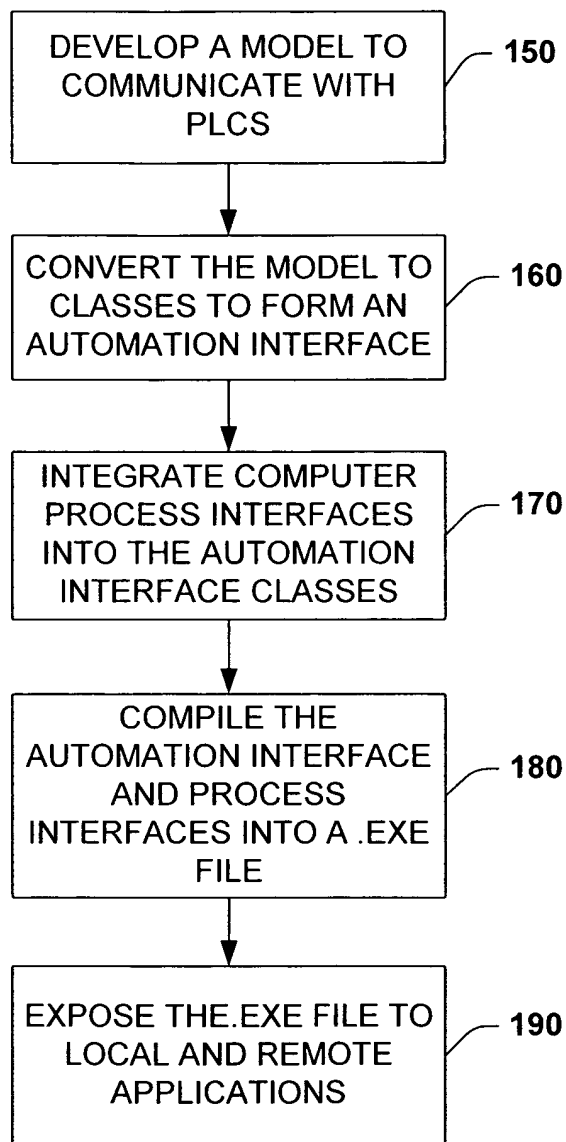 DEVELOP A MODEL TO
COMMUNICATE WITH
PLCS
150
CONVERT THE MODEL TO
CLASSES TO FORM AN
AUTOMATION INTERFACE
160
INTEGRATE COMPUTER
PROCESS INTERFACES
INTO THE AUTOMATION
INTERFACE CLASSES
170
COMPILE THE
AUTOMATION INTERFACE
AND PROCESS
INTERFACES INTO A .EXE
FILE
180
EXPOSE THE.EXE FILE TO
LOCAL AND REMOTE
APPLICATIONS
190